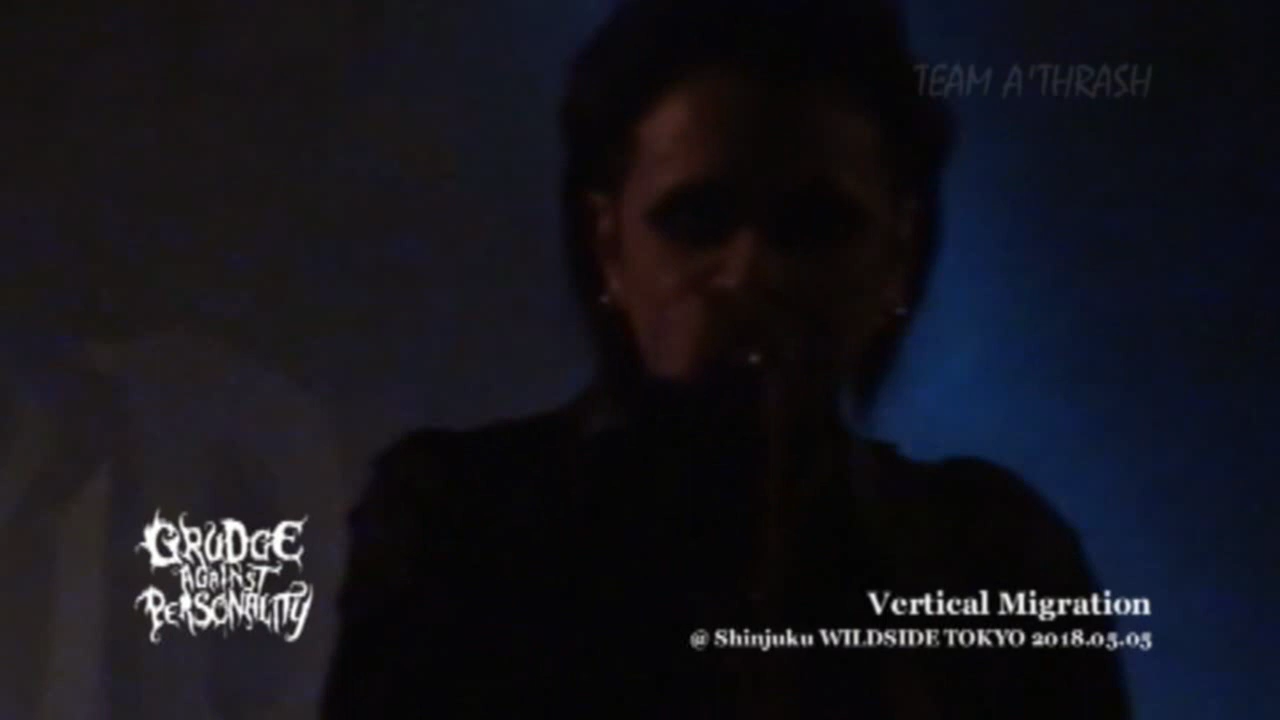 TEAM A'THRASH
GRUDGE
AGAINST
PERSONALITY
Vertical Migration
@ Shinjuku WILDSIDE TOKYO 2018.05.05